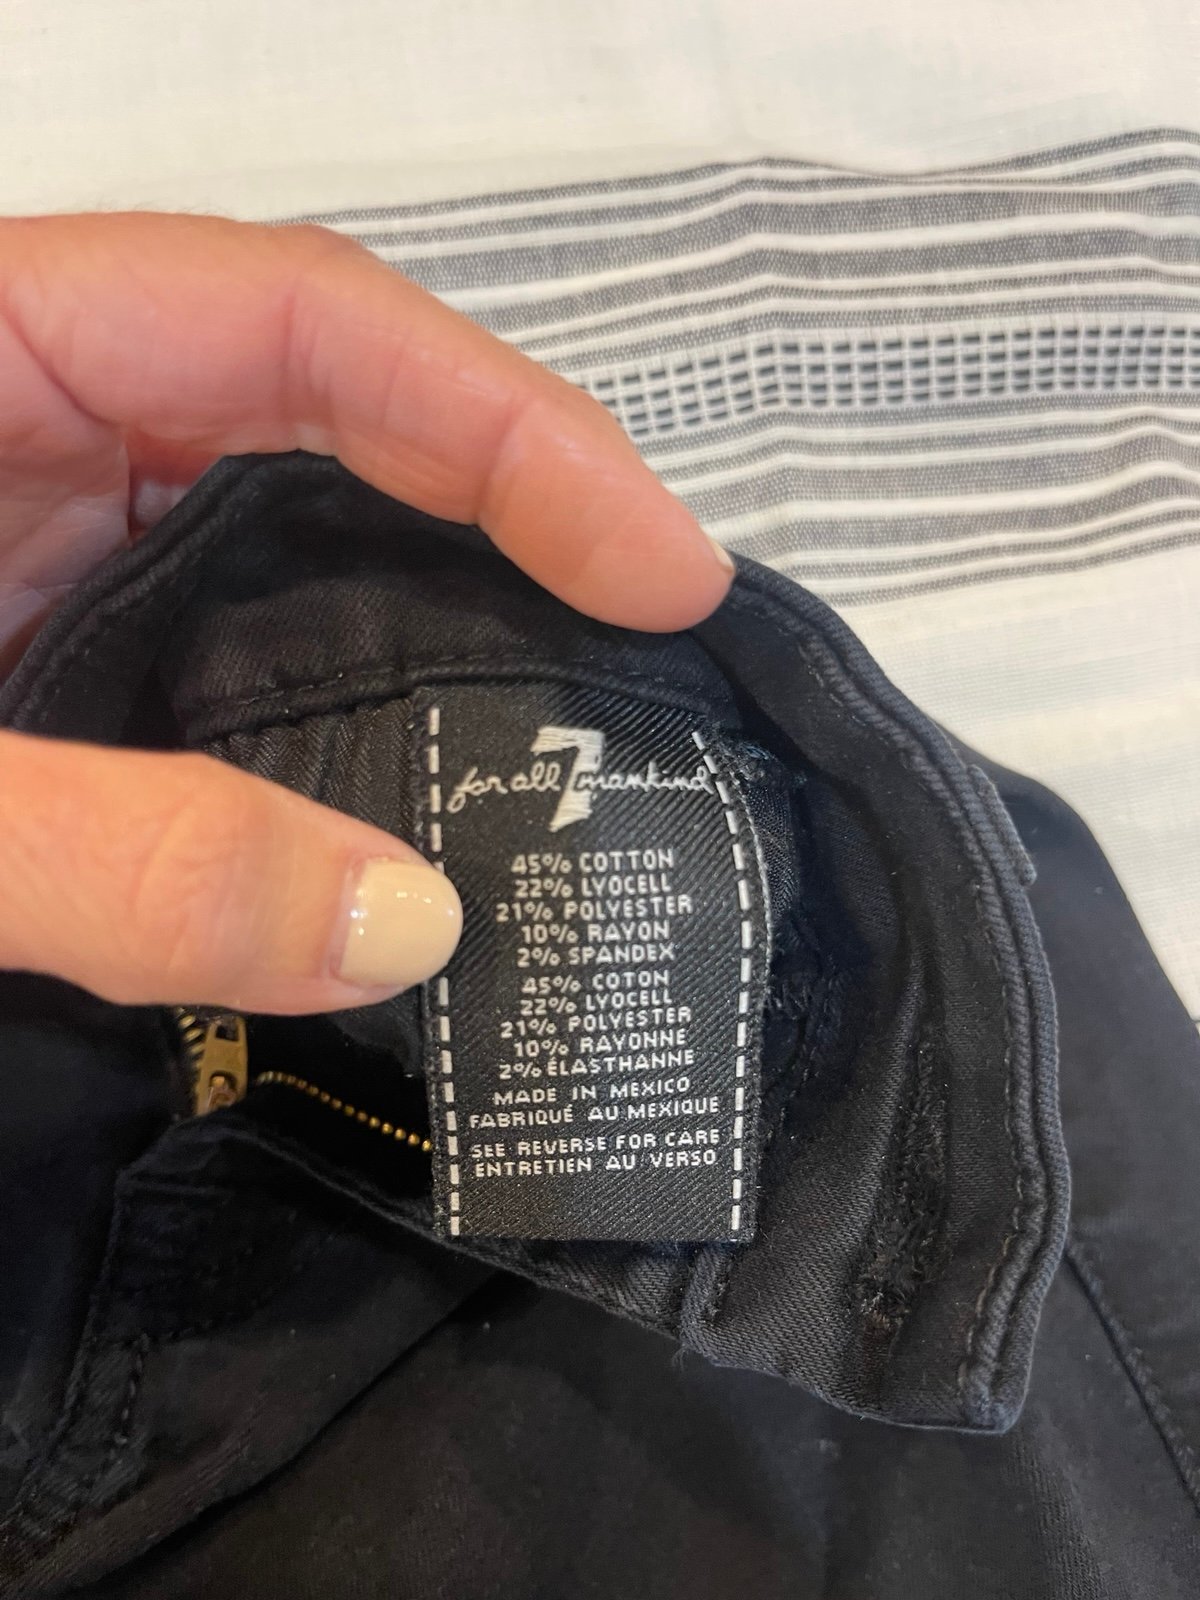 for all 7 mankind
45% COTTON
22% LYOCELL
21% POLYESTER
10% RAYON
2% SPANDEX
45% COTON
22% LYOCELL
21% POLYESTER
10% RAYONNE
2% ÉLASTHANNE
MADE IN MEXICO
FABRIQUÉ AU MEXIQUE
SEE REVERSE FOR CARE
ENTRETIEN AU VERSO